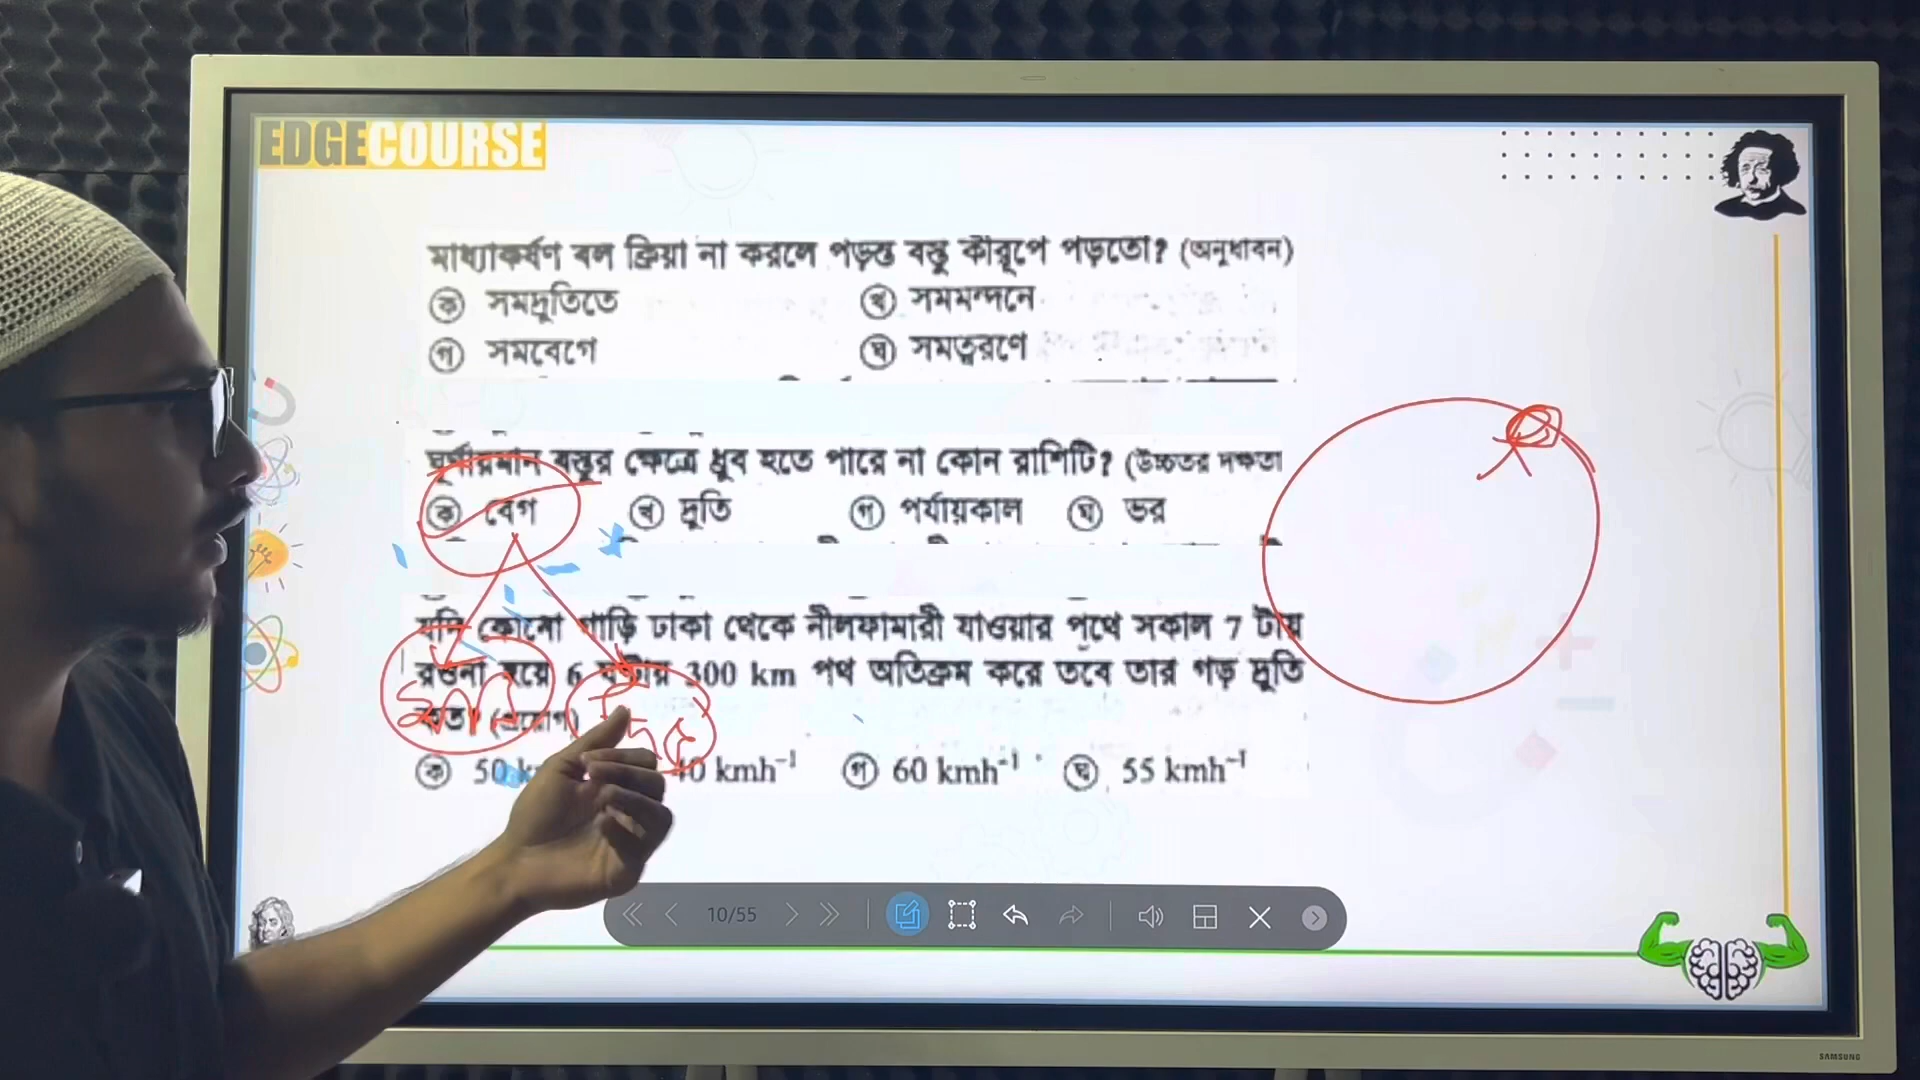 EDGECOURSE
মাধ্যাকর্ষণ বল ক্রিয়া না করলে পড়ন্ত বস্তু কীরূপে পড়তো? (অনুধাবন)
ক সমদ্রুতিতে খ সমমন্দনে
গ সমবেগে ঘ সমত্বরণে
ঘূর্ণায়মান বস্তুর ক্ষেত্রে ধ্রুব হতে পারে না কোন রাশিটি? (উচ্চতর দক্ষতা
ক বেগ খ দ্রুতি গ পর্যায়কাল ঘ ভর
যদি কোনো গাড়ি ঢাকা থেকে নীলফামারী যাওয়ার পথে সকাল 7 টায়
রওনা হয়ে 6 ঘণ্টায় 300 km পথ অতিক্রম করে তবে তার গড় দ্রুতি
কত? (প্রয়োগ)
মান
দিক
ক 50 k 40 kmh⁻¹ গ 60 kmh⁻¹ ঘ 55 kmh⁻¹
10/55
SAMSUNG